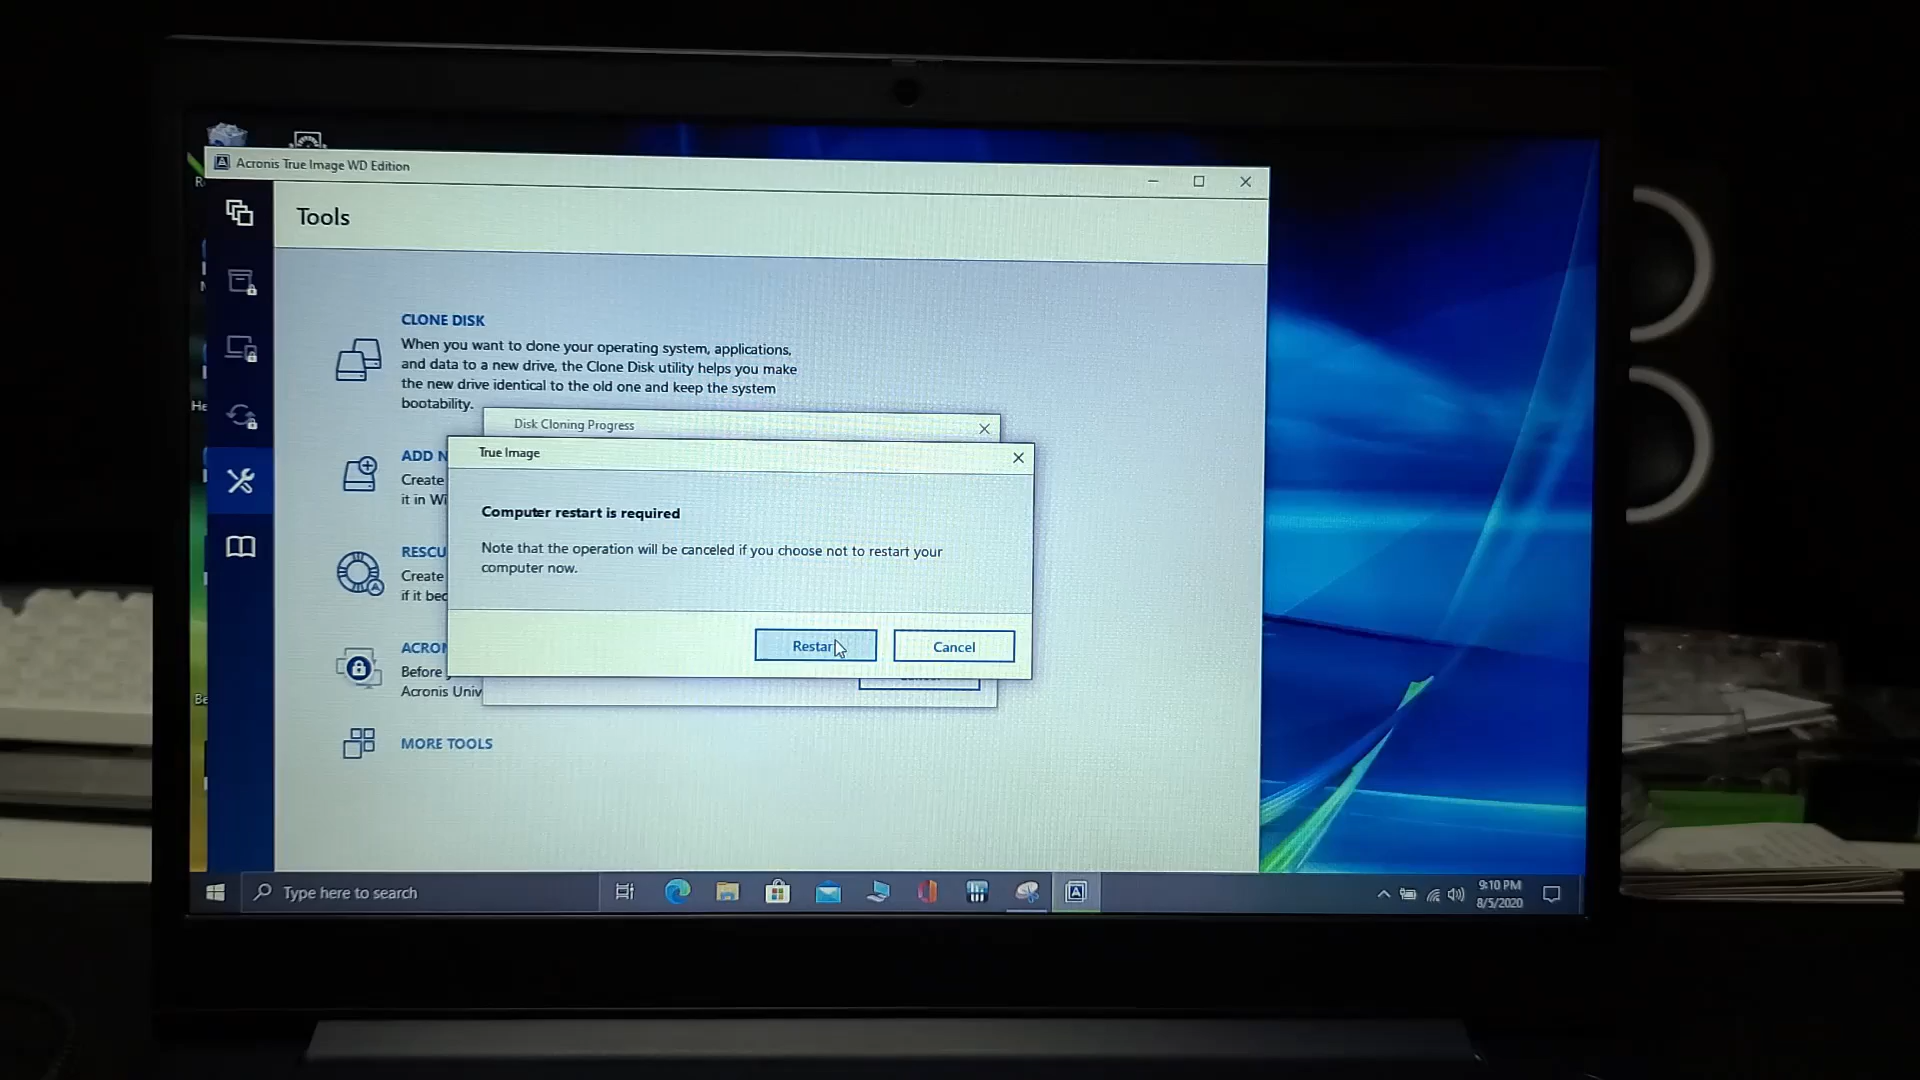 Acronis True Image WD Edition
Tools
CLONE DISK
When you want to clone your operating system, applications,
and data to a new drive, the Clone Disk utility helps you make
the new drive identical to the old one and keep the system
bootability.
Disk Cloning Progress
True Image
ADD N
Create
it in Wi
Computer restart is required
Note that the operation will be canceled if you choose not to restart your
computer now.
RESCU
Create
if it bec
Restar
Cancel
ACRON
Before
Acronis Univ
MORE TOOLS
He
Type here to search
9:10 PM
8/5/2020